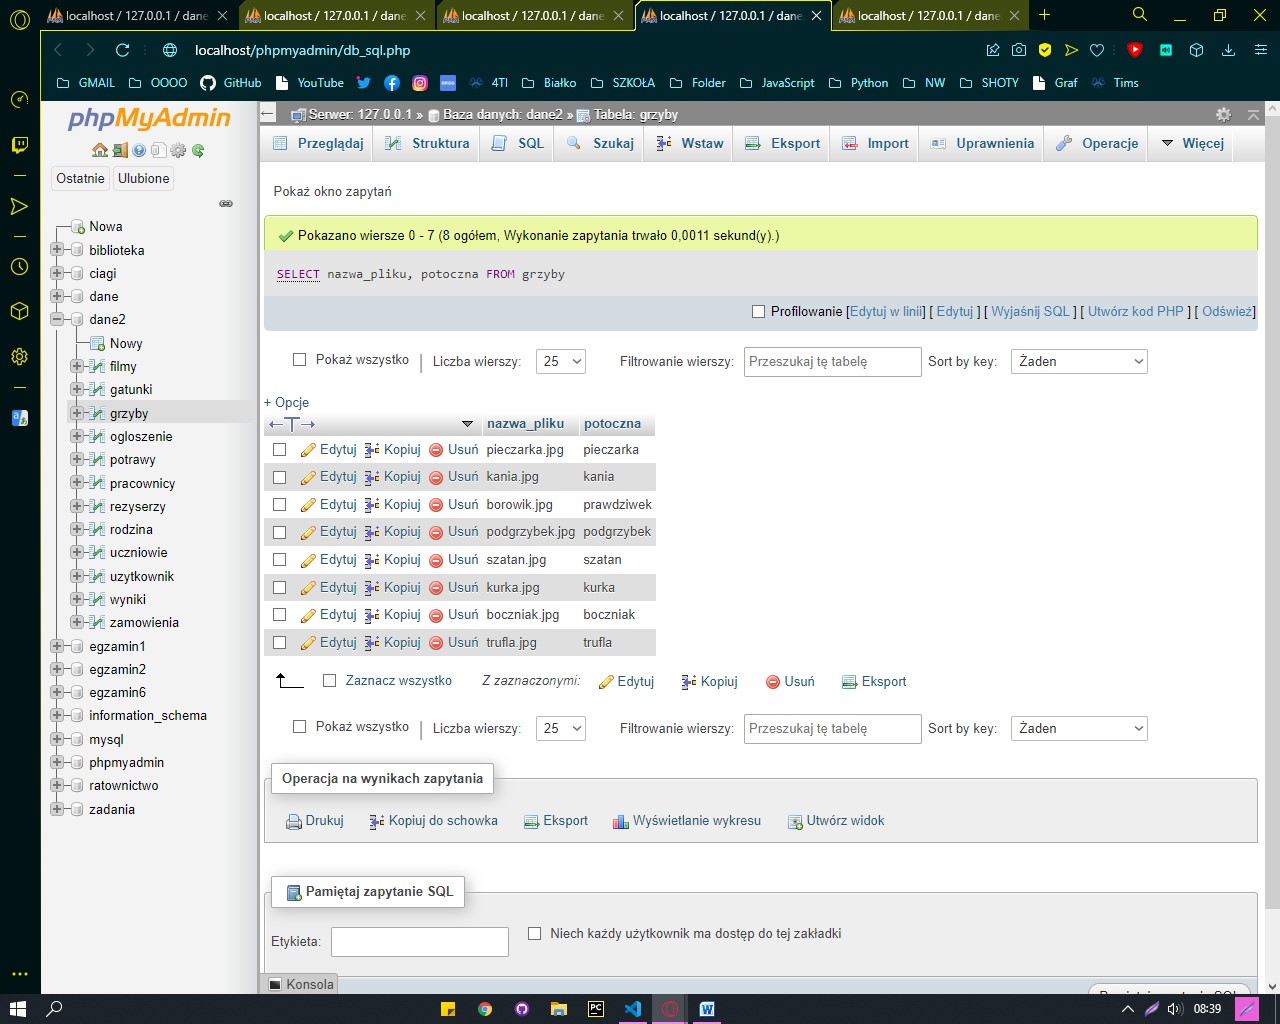 localhost / 127.0.0.1 / dane
localhost / 127.0.0.1 / dane
localhost / 127.0.0.1 / dane
localhost / 127.0.0.1 / dane
localhost / 127.0.0.1 / dane
localhost/phpmyadmin/db_sql.php
GMAIL OOOO GitHub YouTube 4TI Białko SZKOŁA Folder JavaScript Python NW SHOTY Graf Tims
phpMyAdmin
Ostatnie Ulubione
Nowa
biblioteka
ciagi
dane
dane2
Nowy
filmy
gatunki
grzyby
ogloszenie
potrawy
pracownicy
rezyserzy
rodzina
uczniowie
uzytkownik
wyniki
zamowienia
egzamin1
egzamin2
egzamin6
information_schema
mysql
phpmyadmin
ratownictwo
zadania
Serwer: 127.0.0.1 » Baza danych: dane2 » Tabela: grzyby
Przeglądaj Struktura SQL Szukaj Wstaw Eksport Import Uprawnienia Operacje Więcej
Pokaż okno zapytań
Pokazano wiersze 0 - 7 (8 ogółem, Wykonanie zapytania trwało 0,0011 sekund(y).)
SELECT nazwa_pliku, potoczna FROM grzyby
Profilowanie [Edytuj w linii] [ Edytuj ] [ Wyjaśnij SQL ] [ Utwórz kod PHP ] [ Odśwież]
Pokaż wszystko | Liczba wierszy: 25 Filtrowanie wierszy: Przeszukaj tę tabelę Sort by key: Żaden
+ Opcje
←T→ nazwa_pliku potoczna
Edytuj Kopiuj Usuń pieczarka.jpg pieczarka
Edytuj Kopiuj Usuń kania.jpg kania
Edytuj Kopiuj Usuń borowik.jpg prawdziwek
Edytuj Kopiuj Usuń podgrzybek.jpg podgrzybek
Edytuj Kopiuj Usuń szatan.jpg szatan
Edytuj Kopiuj Usuń kurka.jpg kurka
Edytuj Kopiuj Usuń boczniak.jpg boczniak
Edytuj Kopiuj Usuń trufla.jpg trufla
Zaznacz wszystko Z zaznaczonymi: Edytuj Kopiuj Usuń Eksport
Pokaż wszystko | Liczba wierszy: 25 Filtrowanie wierszy: Przeszukaj tę tabelę Sort by key: Żaden
Operacja na wynikach zapytania
Drukuj Kopiuj do schowka Eksport Wyświetlanie wykresu Utwórz widok
Pamiętaj zapytanie SQL
Etykieta: Niech każdy użytkownik ma dostęp do tej zakładki
Konsola
08:39